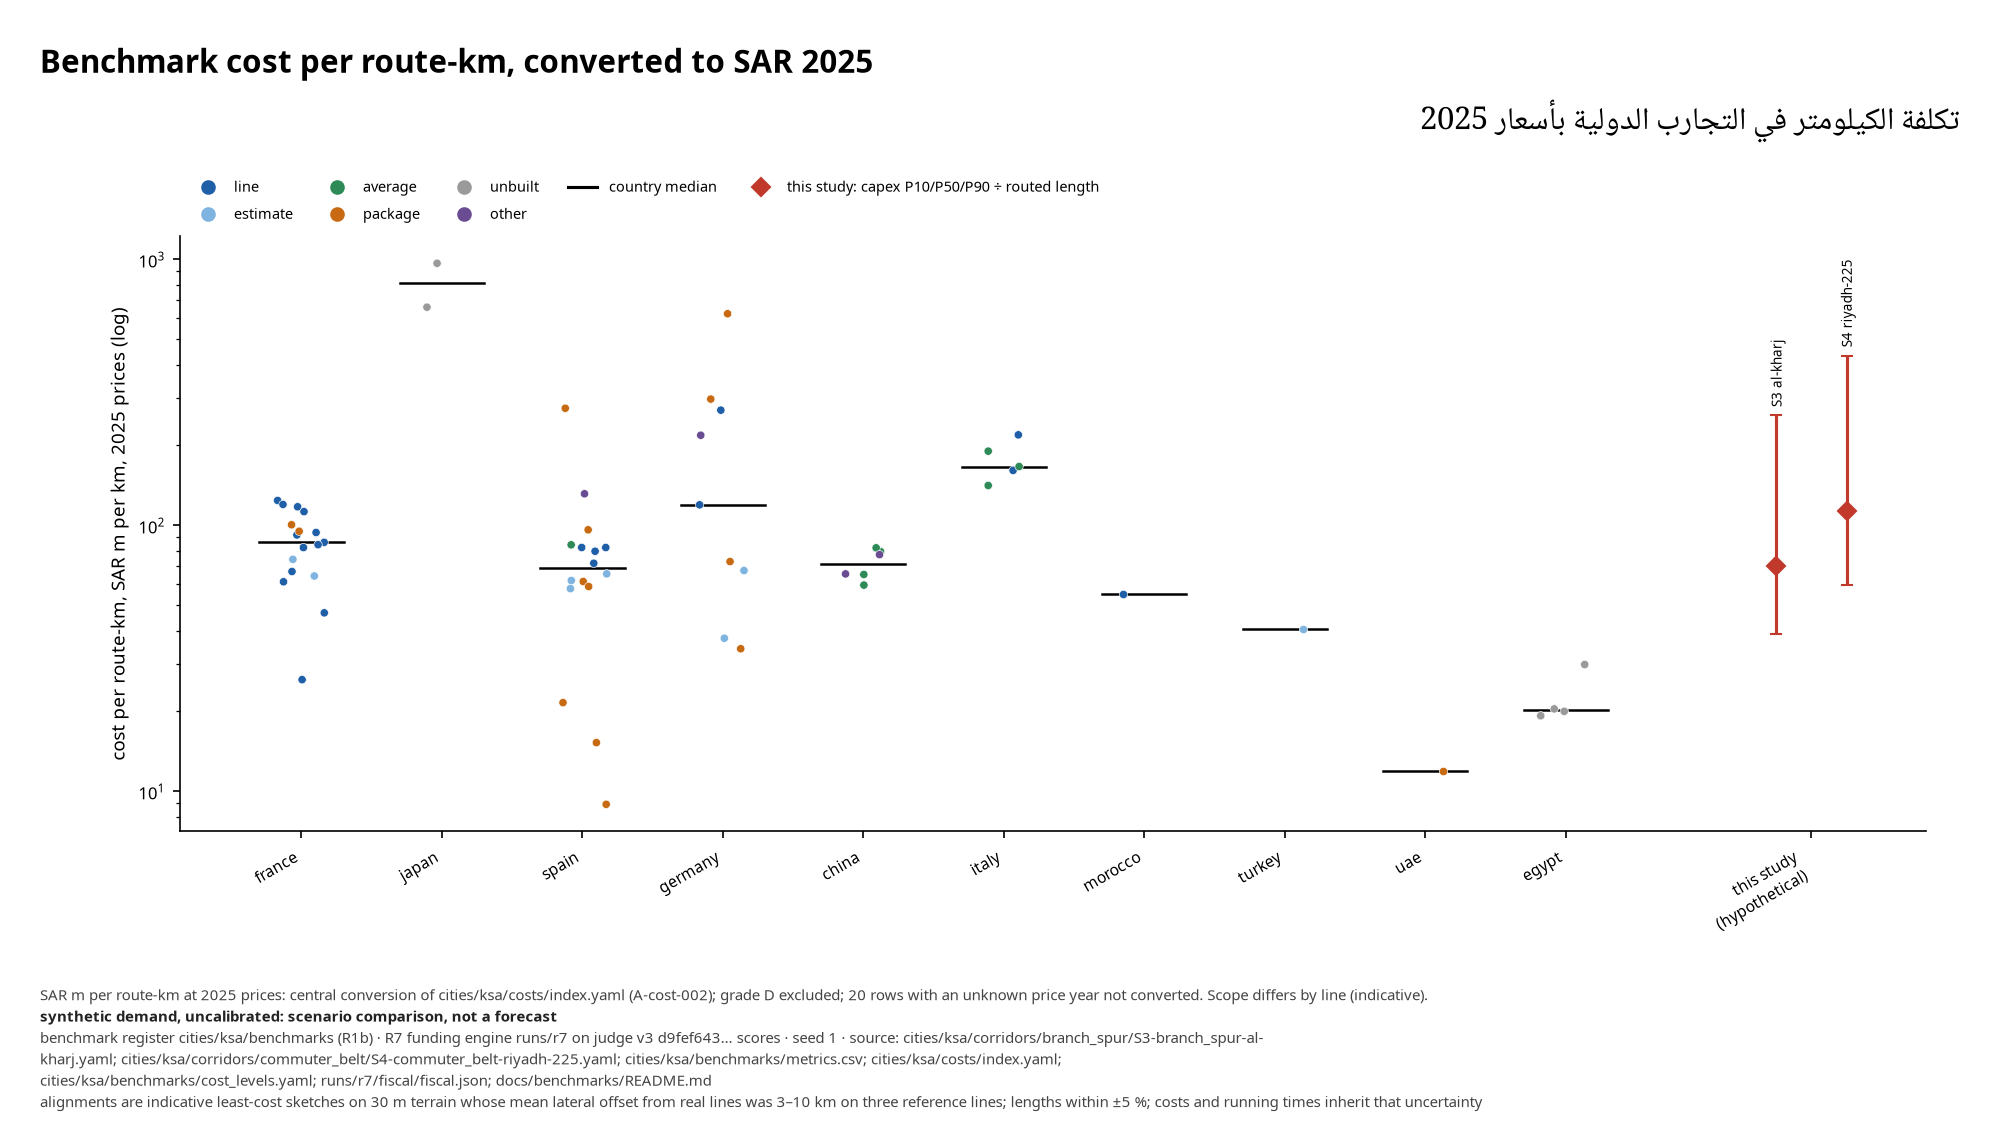 Benchmark cost per route-km, converted to SAR 2025
تكلفة الكيلومتر في التجارب الدولية بأسعار 2025
line
average
unbuilt
country median
this study: capex P10/P50/P90 ÷ routed length
estimate
package
other
cost per route-km, SAR m per km, 2025 prices (log)
10³
10²
10¹
S3 al-kharj
S4 riyadh-225
france
japan
spain
germany
china
italy
morocco
turkey
uae
egypt
this study
(hypothetical)
SAR m per route-km at 2025 prices: central conversion of cities/ksa/costs/index.yaml (A-cost-002); grade D excluded; 20 rows with an unknown price year not converted. Scope differs by line (indicative).
synthetic demand, uncalibrated: scenario comparison, not a forecast
benchmark register cities/ksa/benchmarks (R1b) · R7 funding engine runs/r7 on judge v3 d9fef643... scores · seed 1 · source: cities/ksa/corridors/branch_spur/S3-branch_spur-al-
kharj.yaml; cities/ksa/corridors/commuter_belt/S4-commuter_belt-riyadh-225.yaml; cities/ksa/benchmarks/metrics.csv; cities/ksa/costs/index.yaml;
cities/ksa/benchmarks/cost_levels.yaml; runs/r7/fiscal/fiscal.json; docs/benchmarks/README.md
alignments are indicative least-cost sketches on 30 m terrain whose mean lateral offset from real lines was 3–10 km on three reference lines; lengths within ±5 %; costs and running times inherit that uncertainty